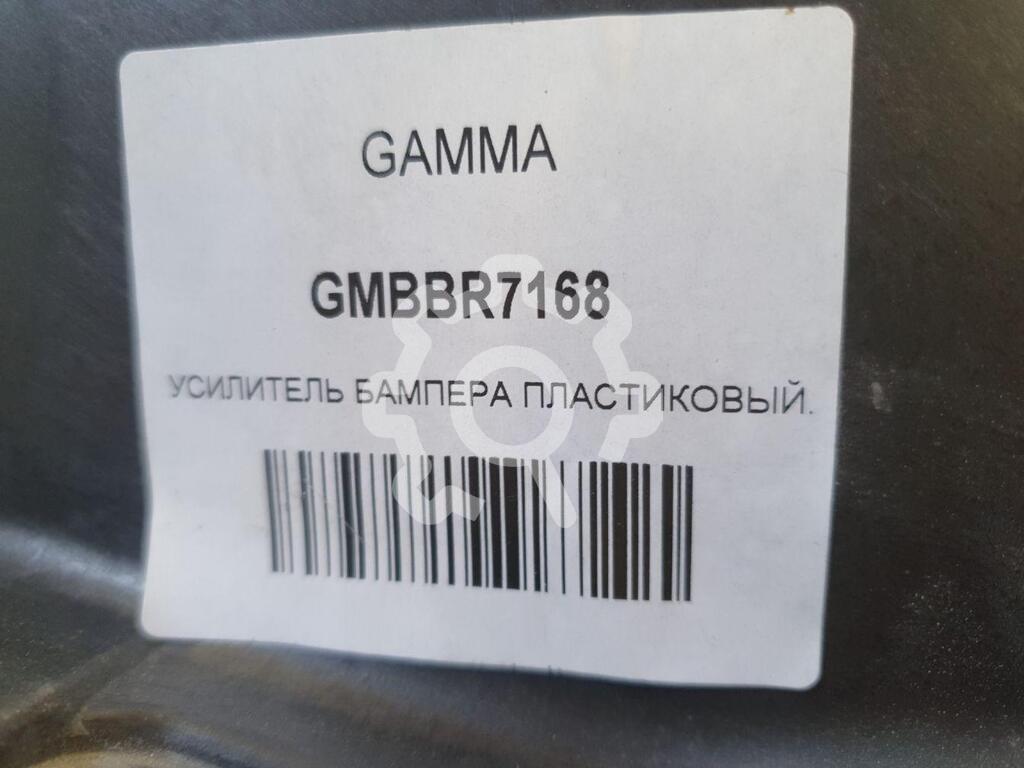 GAMMA
GMBBR7168
УСИЛИТЕЛЬ БАМПЕРА ПЛАСТИКОВЫЙ.